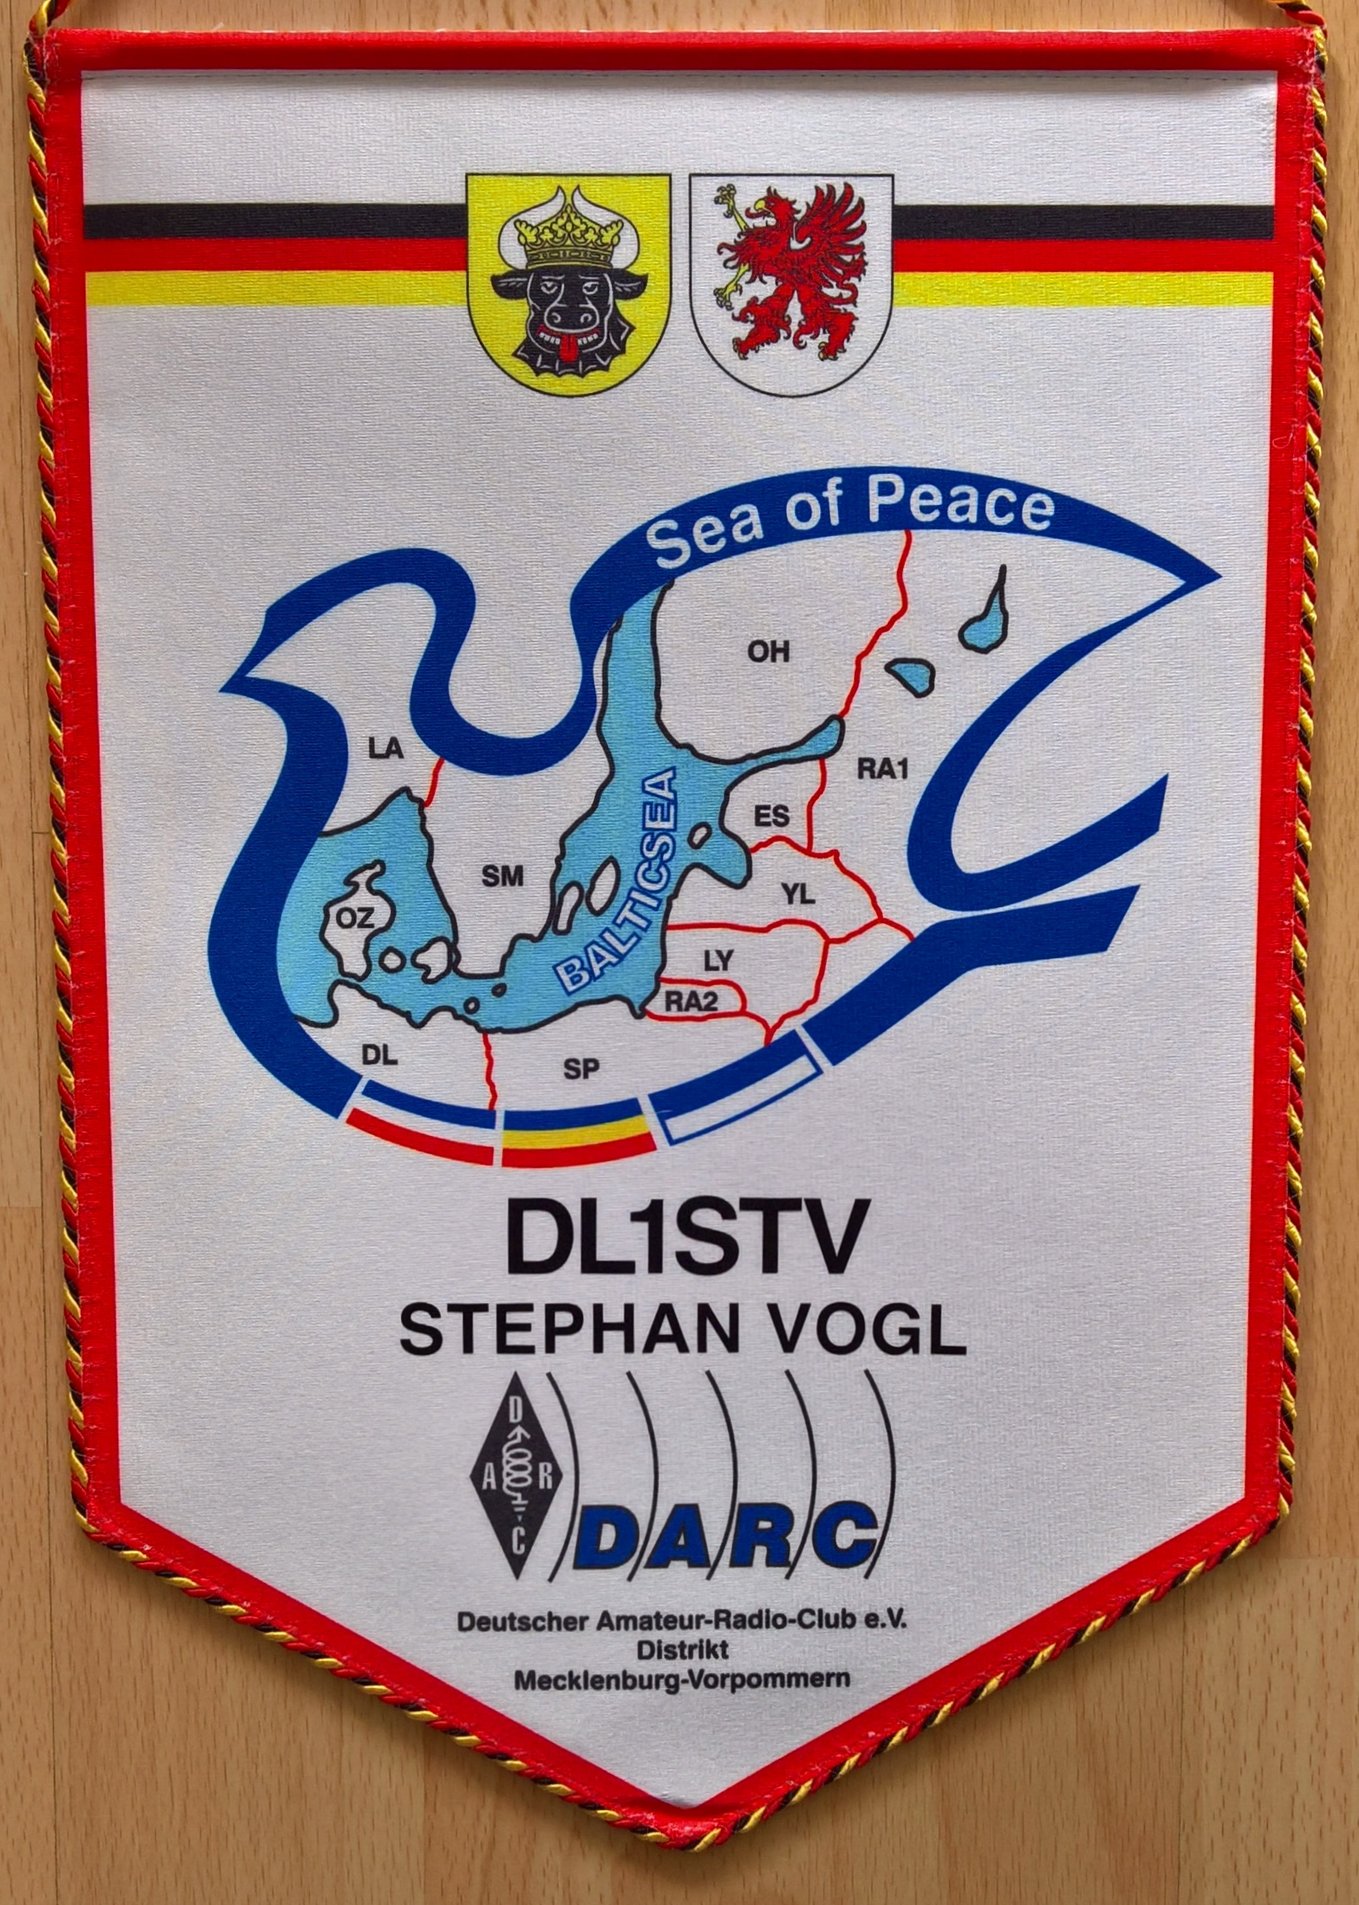 Sea of Peace
OH
LA
RA1
BALTICSEA
ES
SM
YL
OZ
LY
RA2
DL
SP
DL1STV
STEPHAN VOGL
D
A R
C
DARC
Deutscher Amateur-Radio-Club e.V.
Distrikt
Mecklenburg-Vorpommern